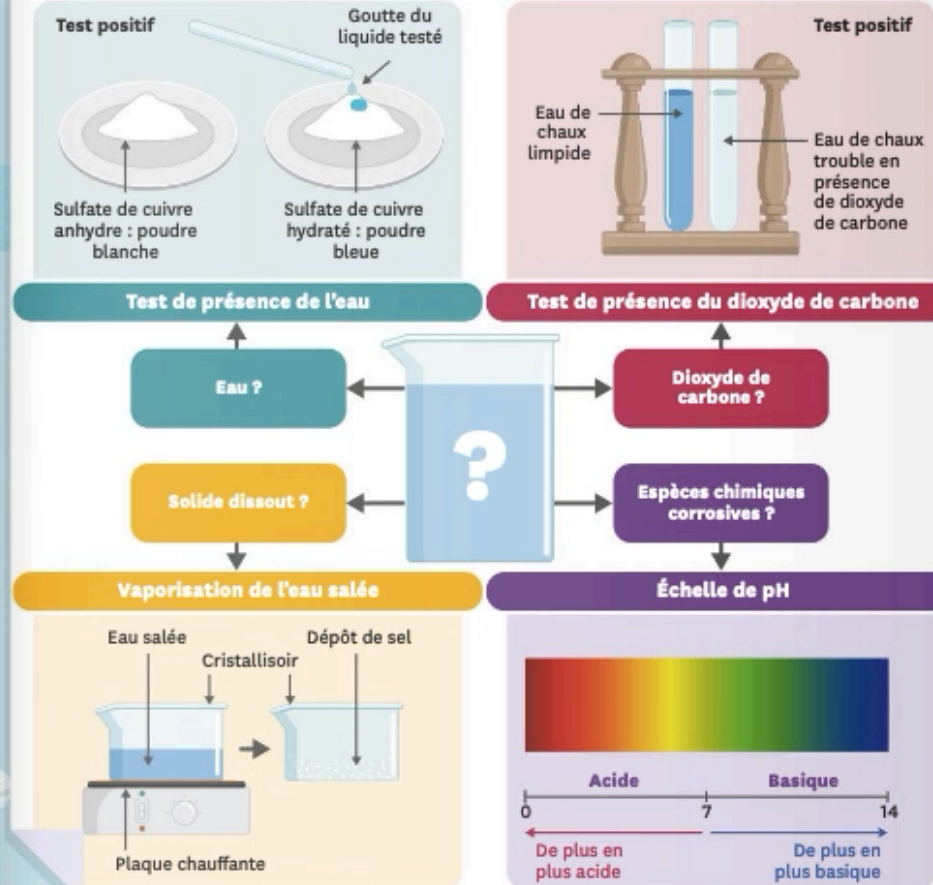 Test positif
Goutte du
liquide testé
Sulfate de cuivre
anhydre : poudre
blanche
Sulfate de cuivre
hydraté : poudre
bleue
Test positif
Eau de
chaux
limpide
Eau de chaux
trouble en
présence
de dioxyde
de carbone
Test de présence de l'eau
Test de présence du dioxyde de carbone
Eau ?
Dioxyde de
carbone ?
?
Solide dissout ?
Espèces chimiques
corrosives ?
Vaporisation de l'eau salée
Échelle de pH
Eau salée
Dépôt de sel
Cristallisoir
Plaque chauffante
Acide
Basique
0
7
14
De plus en
plus acide
De plus en
plus basique